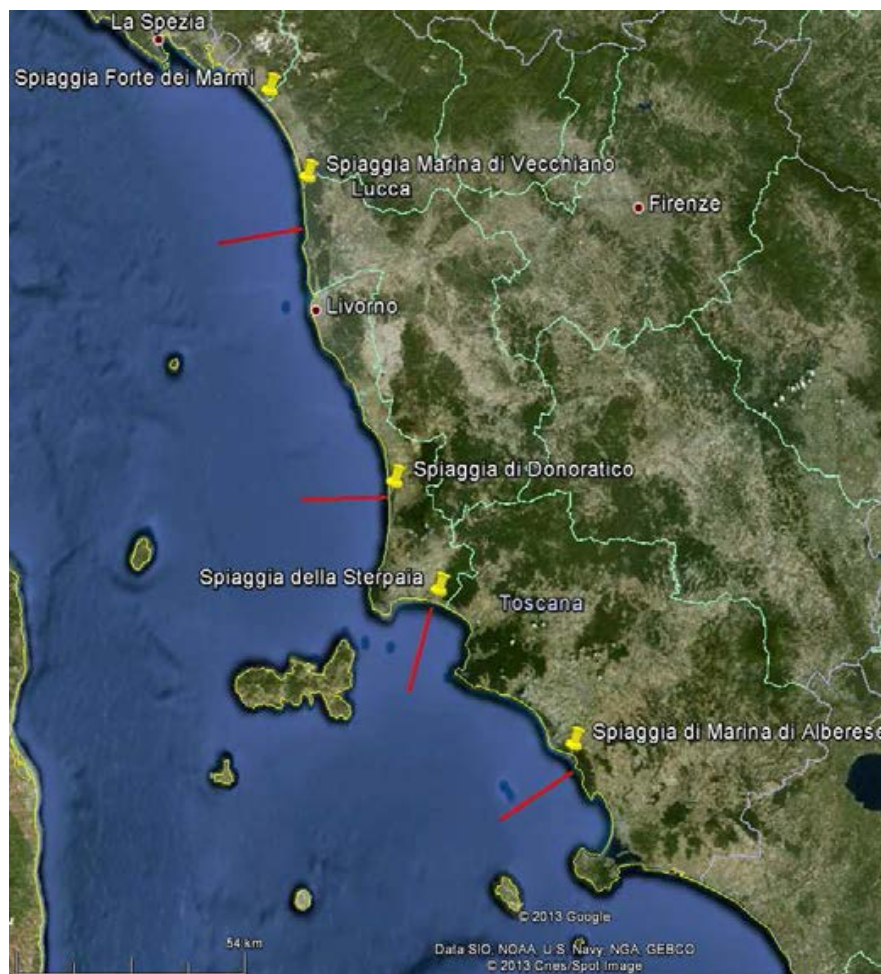 La Spezia
Spiaggia Forte dei Marmi
Spiaggia Marina di Vecchiano
Lucca
Firenze
Livorno
Spiaggia di Donoratico
Spiaggia della Sterpaia
Toscana
Spiaggia di Marina di Alberese
© 2013 Google
54 km
Data SIO, NOAA, U.S. Navy, NGA, GEBCO
© 2013 Cnes/Spot Image